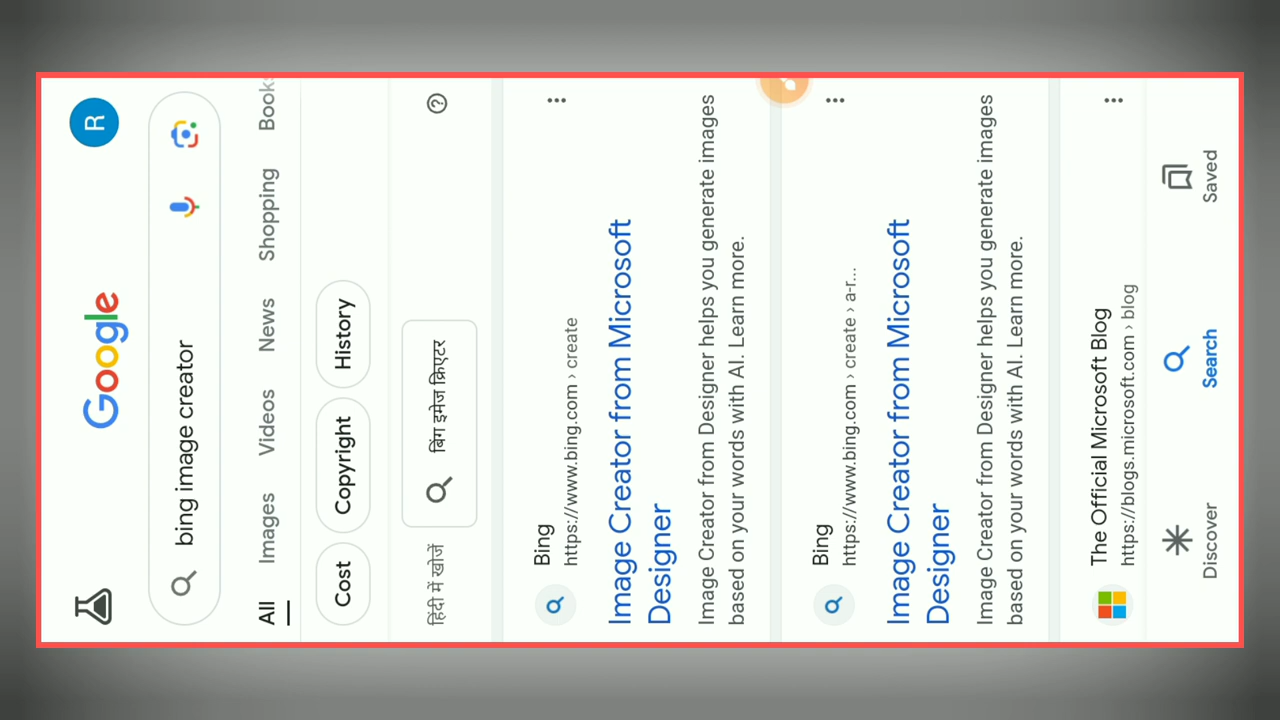 Google
R
bing image creator
All Images Videos News Shopping Book
Cost Copyright History
हिंदी में खोजें बिंग इमेज क्रिएटर
Bing
https://www.bing.com › create
Image Creator from Microsoft
Designer
Image Creator from Designer helps you generate images
based on your words with AI. Learn more.
Bing
https://www.bing.com › create › a-r...
Image Creator from Microsoft
Designer
Image Creator from Designer helps you generate images
based on your words with AI. Learn more.
The Official Microsoft Blog
https://blogs.microsoft.com › blog
Discover Search Saved